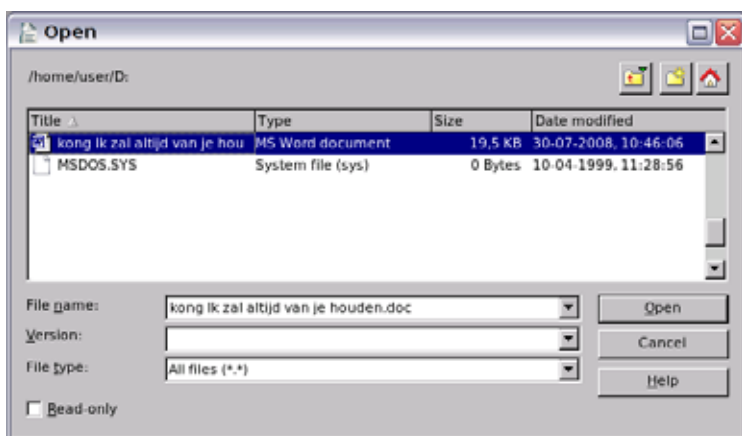 Open
/home/user/D:
Title Type Size Date modified
kong Ik zal altijd van je hou MS Word document 19,5 KB 30-07-2008, 10:46:06
MSDOS.SYS System file (sys) 0 Bytes 10-04-1999, 11:28:56
File name: kong Ik zal altijd van je houden.doc Open
Version: Cancel
File type: All files (*.*) Help
Read-only